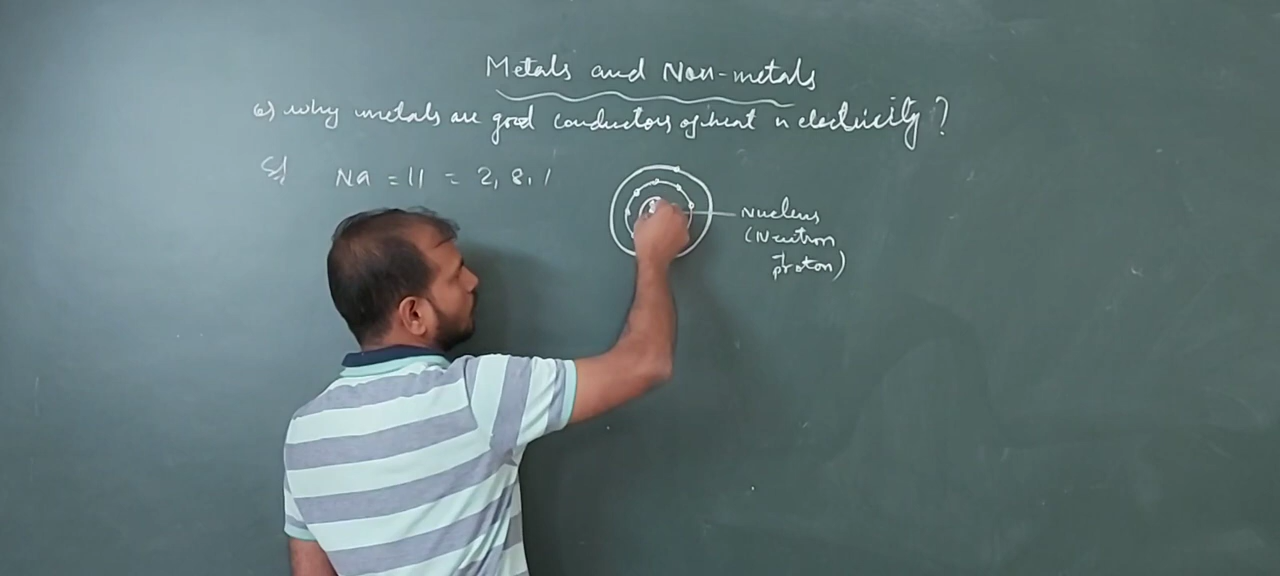 Metals and Non-metals
Q) Why metals are good conductors of heat n electricity ?
Na = 11 = 2, 8, 1
Nucleus
(Neutron
+
proton)